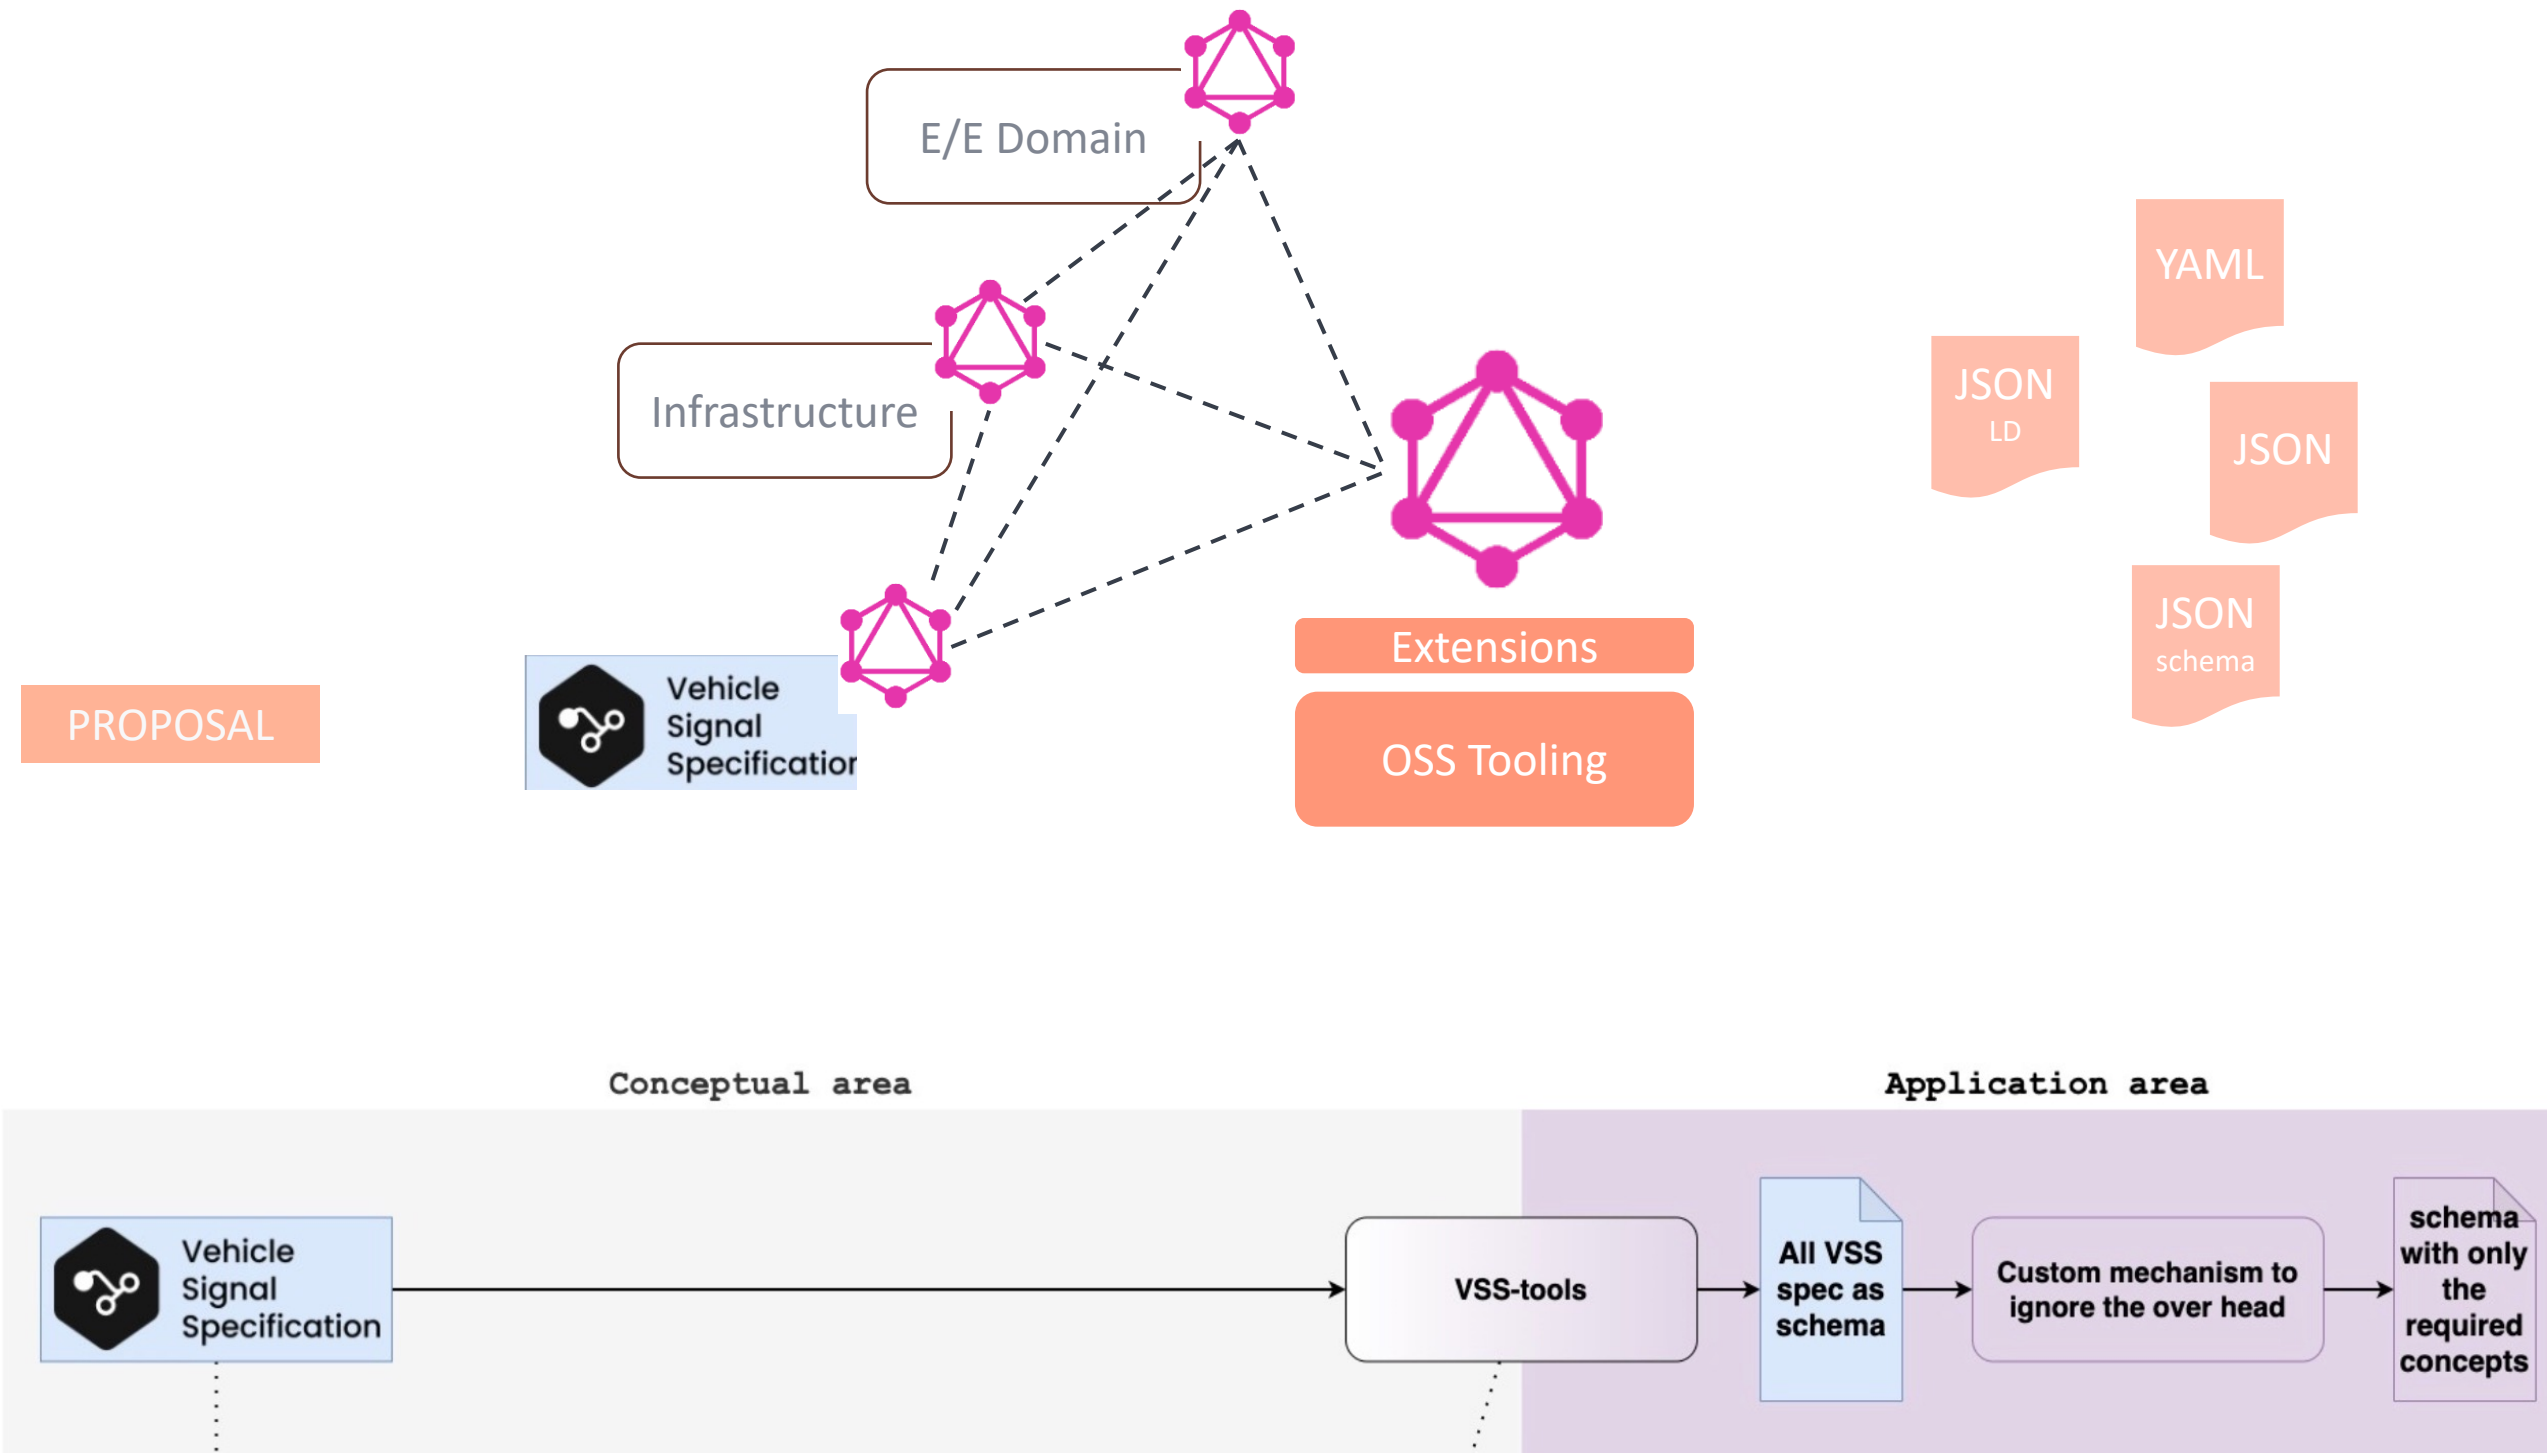 E/E Domain
YAML
JSON
LD
Infrastructure
JSON
JSON
schema
Extensions
PROPOSAL
Vehicle
Signal
Specification
OSS Tooling
Conceptual area
Application area
Vehicle
Signal
Specification
VSS-tools
All VSS
spec as
schema
Custom mechanism to
ignore the over head
schema
with only
the
required
concepts